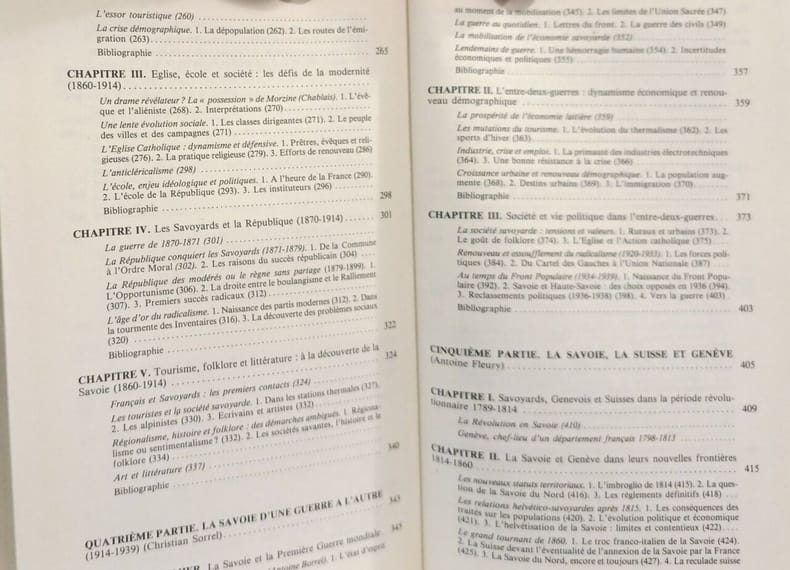 L'essor touristique (260)
La crise démographique. 1. La dépopulation (262). 2. Les routes de l'émi-
gration (263)
Bibliographie 265
CHAPITRE III. Eglise, école et société : les défis de la modernité
(1860-1914)
Un drame révélateur ? La « possession » de Morzine (Chablais). 1. L'évê-
que et l'aliéniste (268). 2. Interprétations (270)
Une lente évolution sociale. 1. Les classes dirigeantes (271). 2. Le peuple
des villes et des campagnes (271)
L'Eglise Catholique : dynamisme et défensive. 1. Prêtres, évêques et reli-
gieuses (276). 2. La pratique religieuse (279). 3. Efforts de renouveau (286)
L'anticléricalisme (298)
L'école, enjeu idéologique et politiques. 1. A l'heure de la France (290).
2. L'école de la République (293). 3. Les instituteurs (296)
Bibliographie 298
CHAPITRE IV. Les Savoyards et la République (1870-1914) 301
La guerre de 1870-1871 (301)
La République conquiert les Savoyards (1871-1879). 1. De la Commune
à l'Ordre Moral (302). 2. Les raisons du succès républicain (304)
La République des modérés ou le règne sans partage (1879-1899). 1.
L'Opportunisme (306). 2. La droite entre le boulangisme et le Ralliement
(307). 3. Premiers succès radicaux (312)
L'âge d'or du radicalisme. 1. Naissance des partis modernes (312). 2. Dans
la tourmente des Inventaires (316). 3. La découverte des problèmes sociaux
(320)
Bibliographie 322
CHAPITRE V. Tourisme, folklore et littérature : à la découverte de la
Savoie (1860-1914) 324
Français et Savoyards : les premiers contacts (324)
Les touristes et la société savoyarde. 1. Dans les stations thermales (327).
2. Les alpinistes (330). 3. Ecrivains et artistes (332)
Régionalisme, histoire et folklore : des démarches ambiguës. 1. Régiona-
lisme ou sentimentalisme ? (332). 2. Les sociétés savantes, l'histoire et le
folklore (334)
Art et littérature (337)
Bibliographie 340
QUATRIÈME PARTIE. LA SAVOIE D'UNE GUERRE A L'AUTRE
(1914-1939) (Christian Sorrel) 343
La Savoie et la Première Guerre mondiale
(Antoine Borrel). 1. L'état d'esprit 345
au moment de la mobilisation (345). 2. Les limites de l'Union Sacrée (347)
La guerre au quotidien. 1. Lettres du front. 2. La guerre des civils (349)
La mobilisation de l'économie savoyarde (352)
Lendemains de guerre. 1. Une hémorragie humaine (354). 2. Incertitudes
économiques et politiques (355)
Bibliographie 357
CHAPITRE II. L'entre-deux-guerres : dynamisme économique et renou-
veau démographique 359
La prospérité de l'économie laitière (359)
Les mutations du tourisme. 1. L'évolution du thermalisme (362). 2. Les
sports d'hiver (363)
Industrie, crise et emploi. 1. La primauté des industries électrotechniques
(364). 3. Une bonne résistance à la crise (366)
Croissance urbaine et renouveau démographique. 1. La population aug-
mente (368). 2. Destins urbains (369). 3. L'immigration (370)
Bibliographie 371
CHAPITRE III. Société et vie politique dans l'entre-deux-guerres 373
La société savoyarde : tensions et valeurs. 1. Ruraux et urbains (373). 2.
Le goût de folklore (374). 3. L'Eglise et l'Action catholique (375)
Renouveau et essoufflement du radicalisme (1920-1933). 1. Les forces poli-
tiques (384). 2. Du Cartel des Gauches à l'Union Nationale (387)
Au temps du Front Populaire (1934-1939). 1. Naissance du Front Popu-
laire (392). 2. Savoie et Haute-Savoie : des choix opposés en 1936 (394).
3. Reclassements politiques (1936-1938) (398). 4. Vers la guerre (403)
Bibliographie 403
CINQUIÈME PARTIE. LA SAVOIE, LA SUISSE ET GENÈVE
(Antoine Fleury) 405
CHAPITRE I. Savoyards, Genevois et Suisses dans la période révolu-
tionnaire 1789-1814 409
La Révolution en Savoie (410)
Genève, chef-lieu d'un département français 1798-1813
CHAPITRE II. La Savoie et Genève dans leurs nouvelles frontières
1814-1860 415
Les nouveaux statuts territoriaux. 1. L'imbroglio de 1814 (415). 2. La ques-
tion de la Savoie du Nord (416). 3. Les règlements définitifs (418)
Les relations helvético-savoyardes après 1815. 1. Les conséquences des
traités sur les populations (420). 2. L'évolution politique et économique
(421). 3. L'helvétisation de la Savoie : limites et contentieux (422)
Le grand tournant de 1860. 1. Le troc franco-italien de la Savoie (424).
2. La Suisse devant l'éventualité de l'annexion de la Savoie par la France
(425). 3. La Savoie du Nord, encore et toujours (427). 4. La reculade suisse